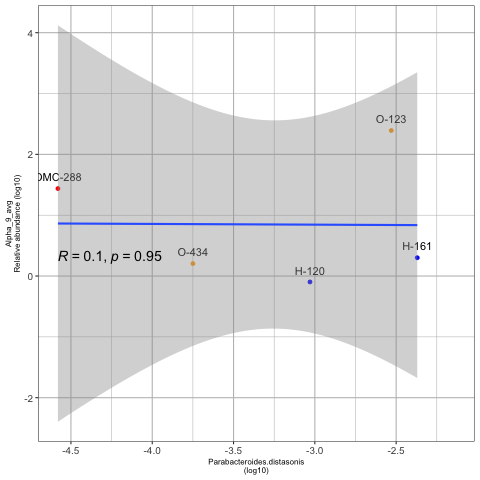 4
2
0
-2
Alpha_9_avg
Relative abundance (log10)
O-123
OMC-288
R = 0.1, p = 0.95
O-434
H-161
H-120
-4.5
-4.0
-3.5
-3.0
-2.5
Parabacteroides.distasonis
(log10)